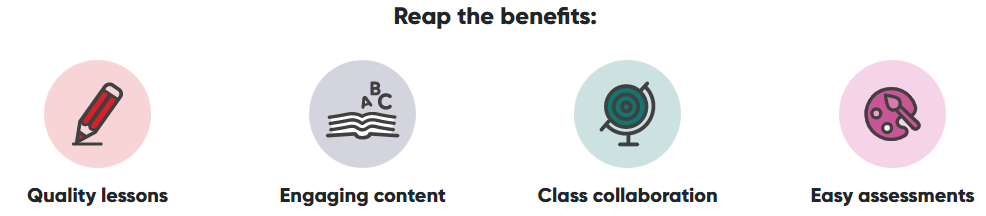 Reap the benefits:
A B C
Quality lessons
Engaging content
Class collaboration
Easy assessments